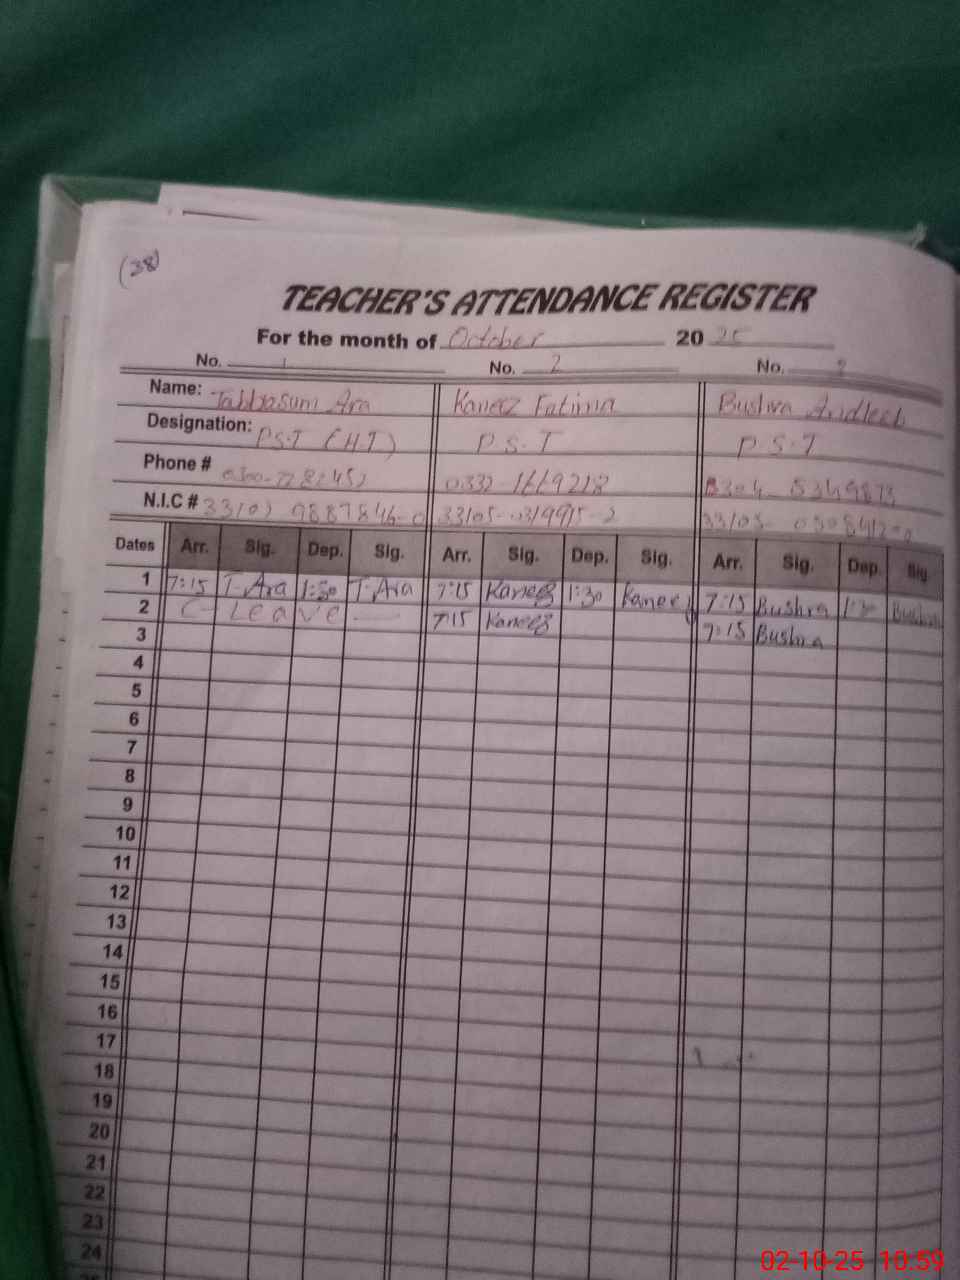 (38)
TEACHER'S ATTENDANCE REGISTER
For the month of October 20 25
No. 1 No. 2 No.
Name: Tabbasum Ara Kaneez Fatima Bushra Andleeb
Designation: P.S.T (H.T) P.S.T P.S.T
Phone #
N.I.C #
Dates Arr. Sig. Dep. Sig. Arr. Sig. Dep. Sig. Arr. Sig. Dep. Sig.
1 7:15 T-Ara 1:30 T-Ara 7:15 Kaneez 1:30 Kaneez 7:15 Bushra Bushra
2 C- Leave 7:15 Kaneez 7:15 Bushra
3
4
5
6
7
8
9
10
11
12
13
14
15
16
17
18
19
20
21
22
23
24
02-10-25 10:59